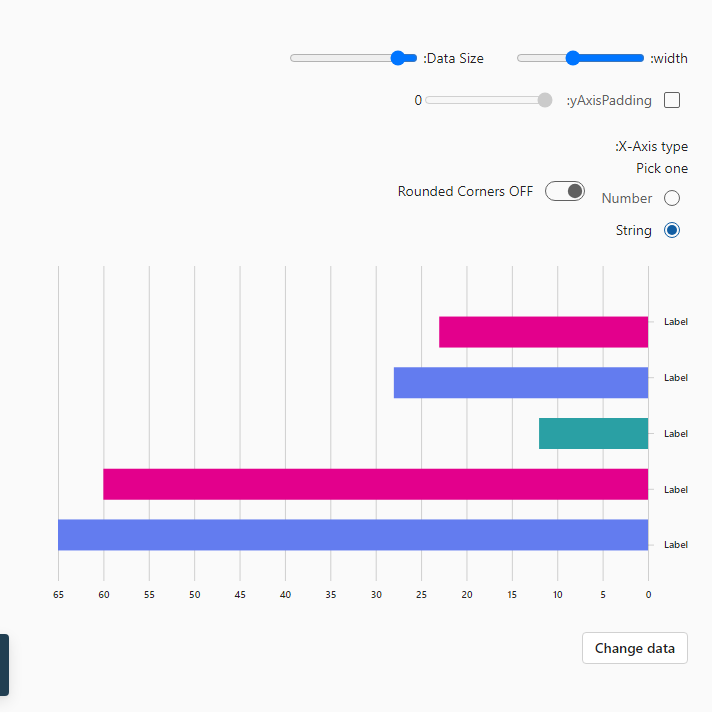 :width
:Data Size
:yAxisPadding
0
:X-Axis type
Pick one
Number
Rounded Corners OFF
String
Label
Label
Label
Label
Label
65 60 55 50 45 40 35 30 25 20 15 10 5 0
Change data